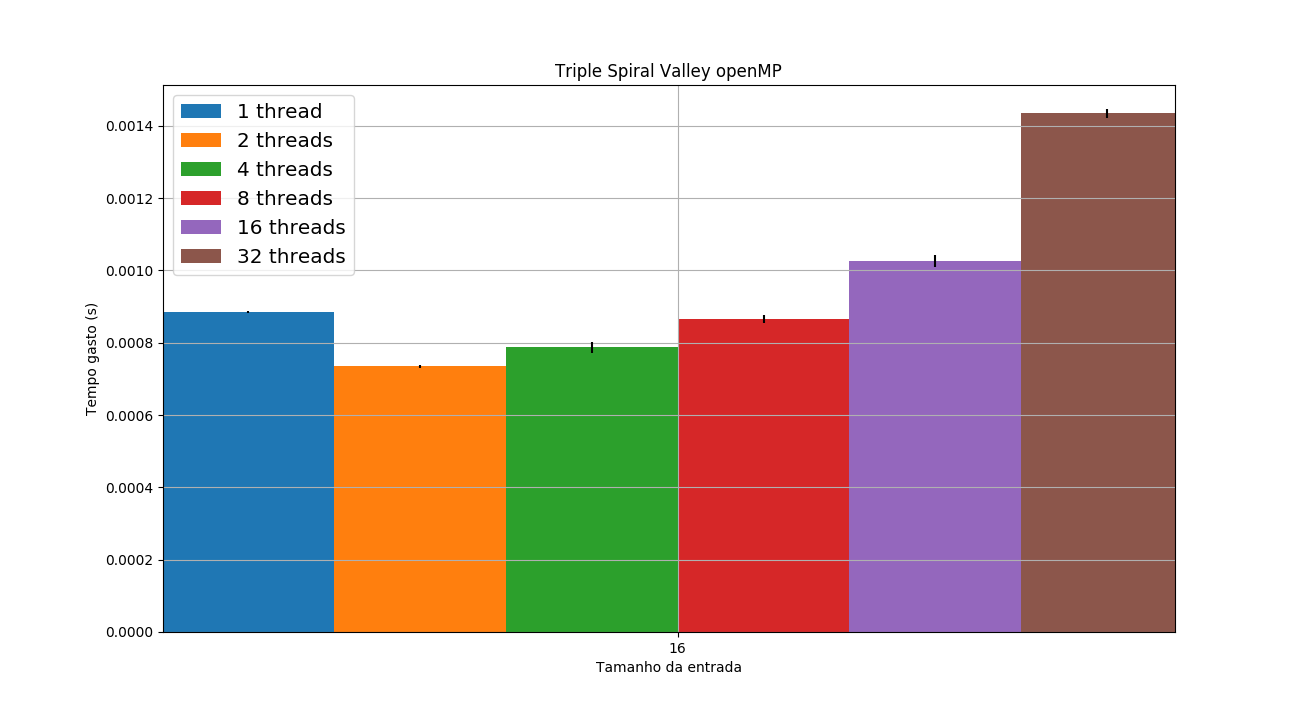 Triple Spiral Valley openMP
1 thread
2 threads
4 threads
8 threads
16 threads
32 threads
Tempo gasto (s)
0.0014
0.0012
0.0010
0.0008
0.0006
0.0004
0.0002
0.0000
16
Tamanho da entrada